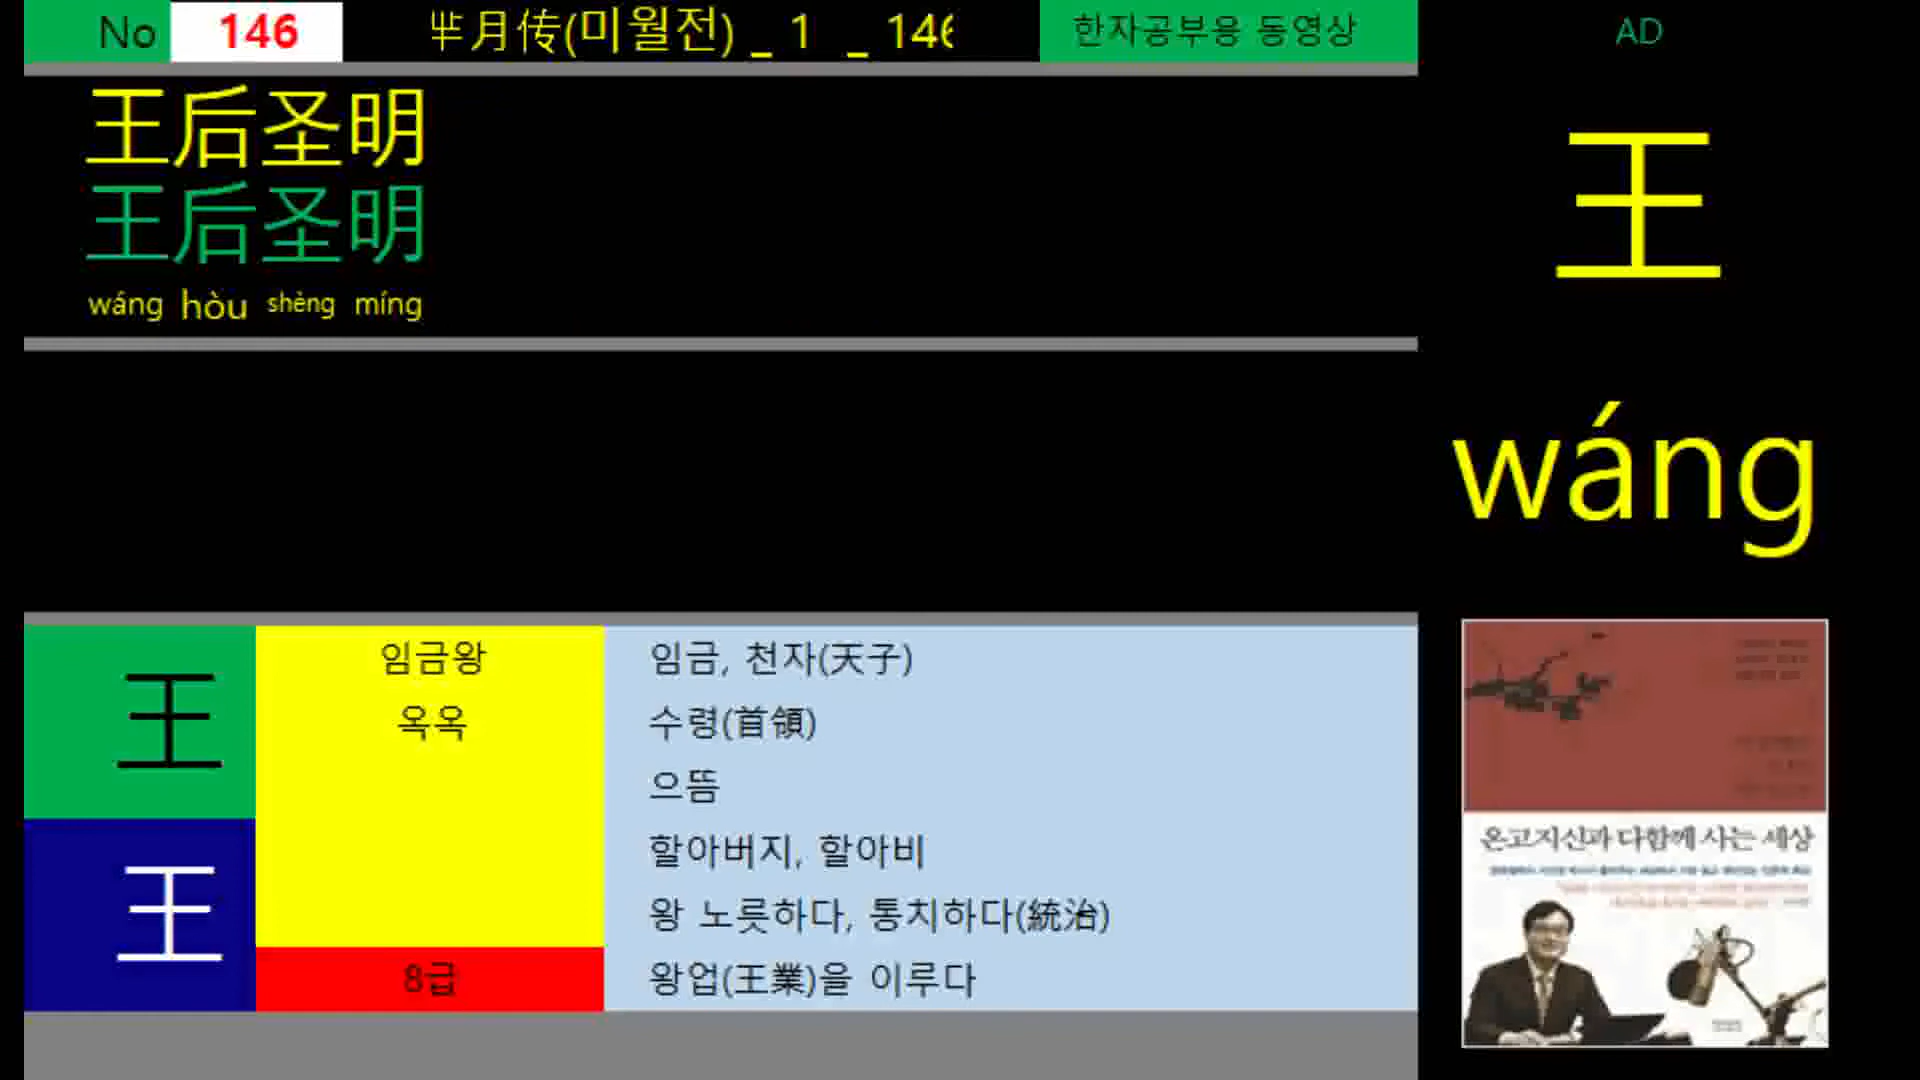 No 146 芈月传(미월전) _ 1 _ 146 한자공부용 동영상 AD
王后圣明
王后圣明
wáng hòu shèng míng
王
wáng
王
王
임금왕
옥옥
8급
임금, 천자(天子)
수령(首領)
으뜸
할아버지, 할아비
왕 노릇하다, 통치하다(統治)
왕업(王業)을 이루다
온고지신과 다함께 사는 세상